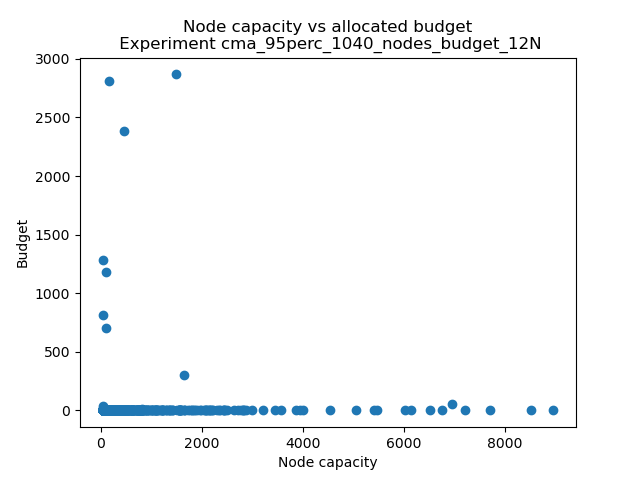 Node capacity vs allocated budget
Experiment cma_95perc_1040_nodes_budget_12N
3000
2500
2000
1500
1000
500
0
Budget
0 2000 4000 6000 8000
Node capacity